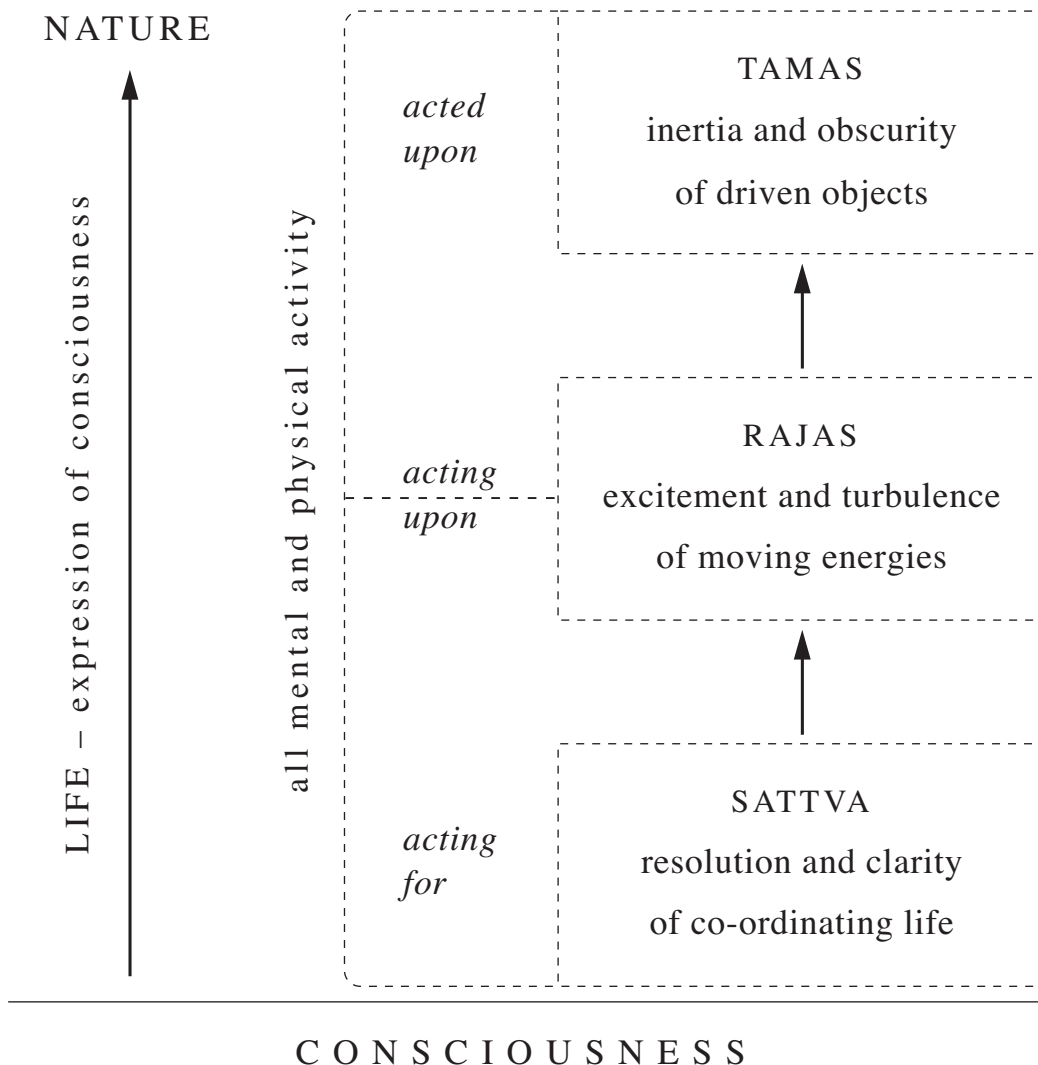 NATURE
LIFE – expression of consciousness
all mental and physical activity
acted
upon
TAMAS
inertia and obscurity
of driven objects
acting
upon
RAJAS
excitement and turbulence
of moving energies
acting
for
SATTVA
resolution and clarity
of co-ordinating life
CONSCIOUSNESS